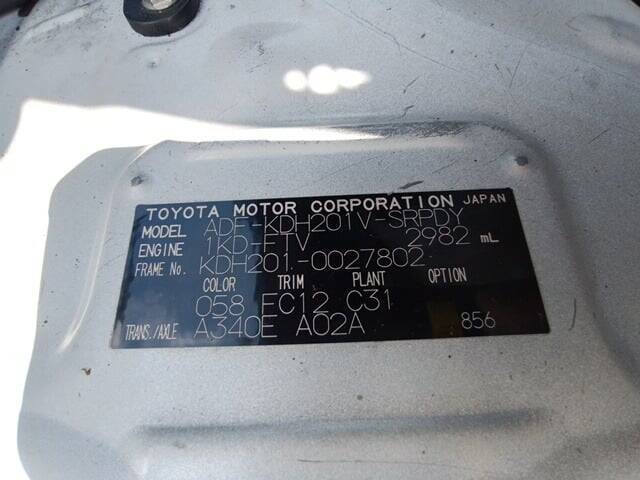 TOYOTA MOTOR CORPORATION JAPAN
MODEL ADF-KDH201V-SRPDY
ENGINE 1KD-FTV 2982 mL
FRAME No. KDH201-0027802
COLOR TRIM PLANT OPTION
058 FC12 C31
TRANS./AXLE A340E A02A 856